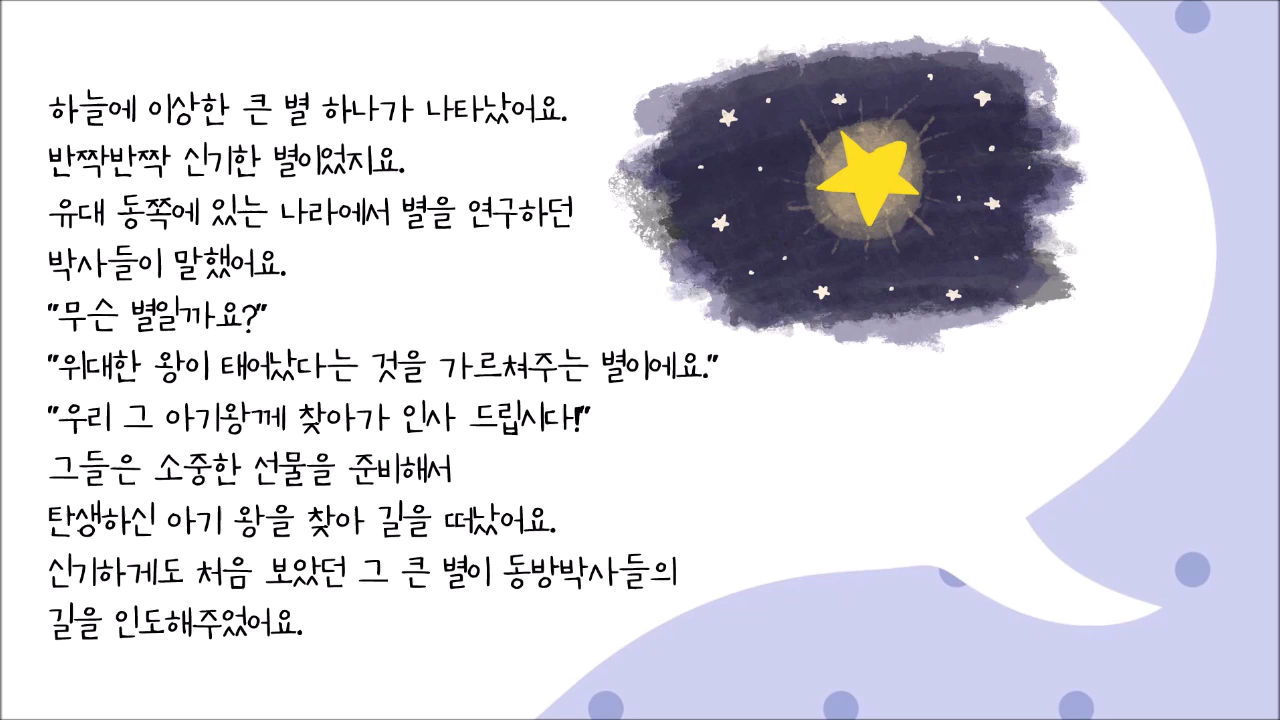 하늘에 이상한 큰 별 하나가 나타났어요.
반짝반짝 신기한 별이었지요.
유대 동쪽에 있는 나라에서 별을 연구하던
박사들이 말했어요.
"무슨 별일까요?"
"위대한 왕이 태어났다는 것을 가르쳐주는 별이에요."
"우리 그 아기왕께 찾아가 인사 드립시다!"
그들은 소중한 선물을 준비해서
탄생하신 아기 왕을 찾아 길을 떠났어요.
신기하게도 처음 보았던 그 큰 별이 동방박사들의
길을 인도해주었어요.